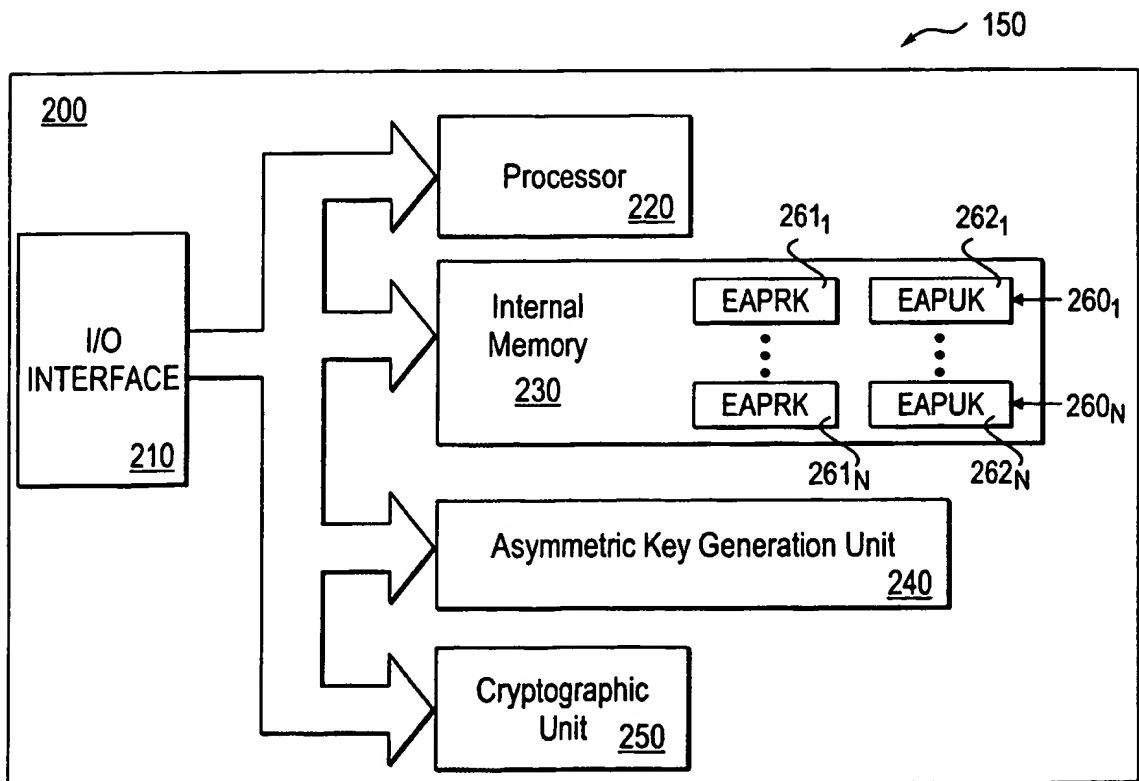 150
200
Processor
220
261₁
262₁
I/O
INTERFACE
210
Internal
Memory
230
EAPRK
EAPUK
260₁
EAPRK
EAPUK
260N
261N
262N
Asymmetric Key Generation Unit
240
Cryptographic
Unit
250